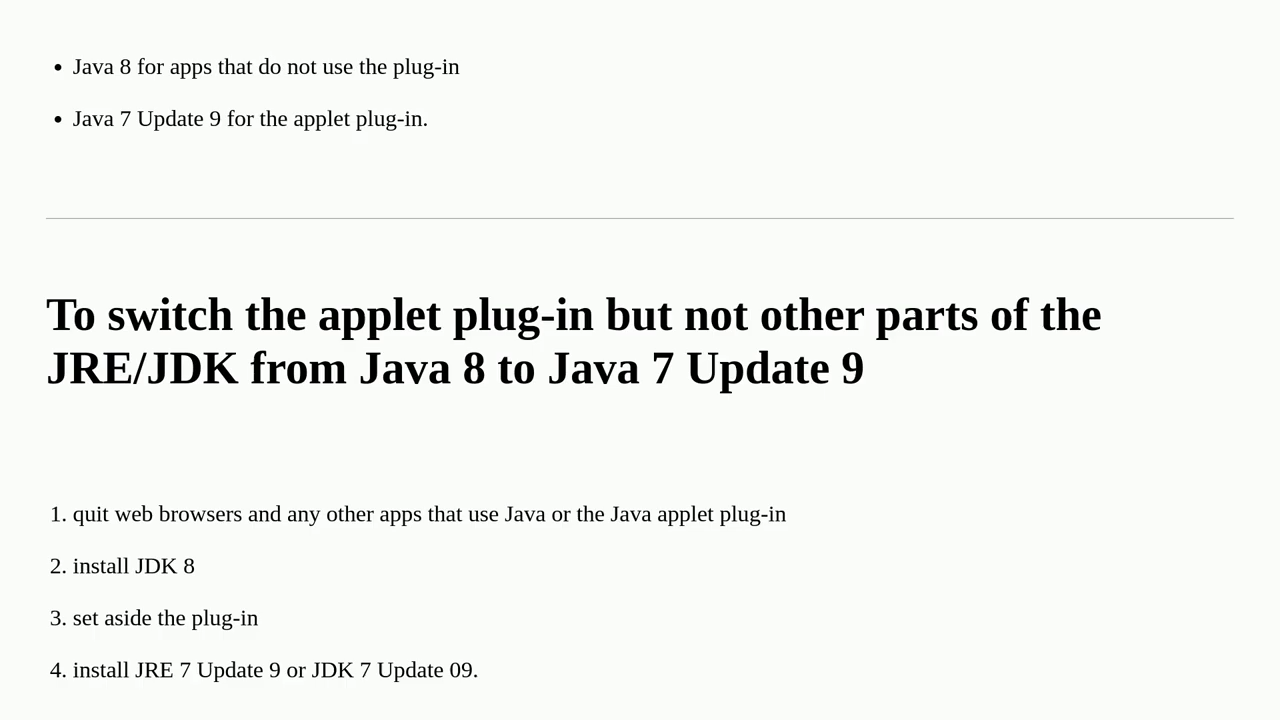 • Java 8 for apps that do not use the plug-in
• Java 7 Update 9 for the applet plug-in.
To switch the applet plug-in but not other parts of the
JRE/JDK from Java 8 to Java 7 Update 9
1. quit web browsers and any other apps that use Java or the Java applet plug-in
2. install JDK 8
3. set aside the plug-in
4. install JRE 7 Update 9 or JDK 7 Update 09.